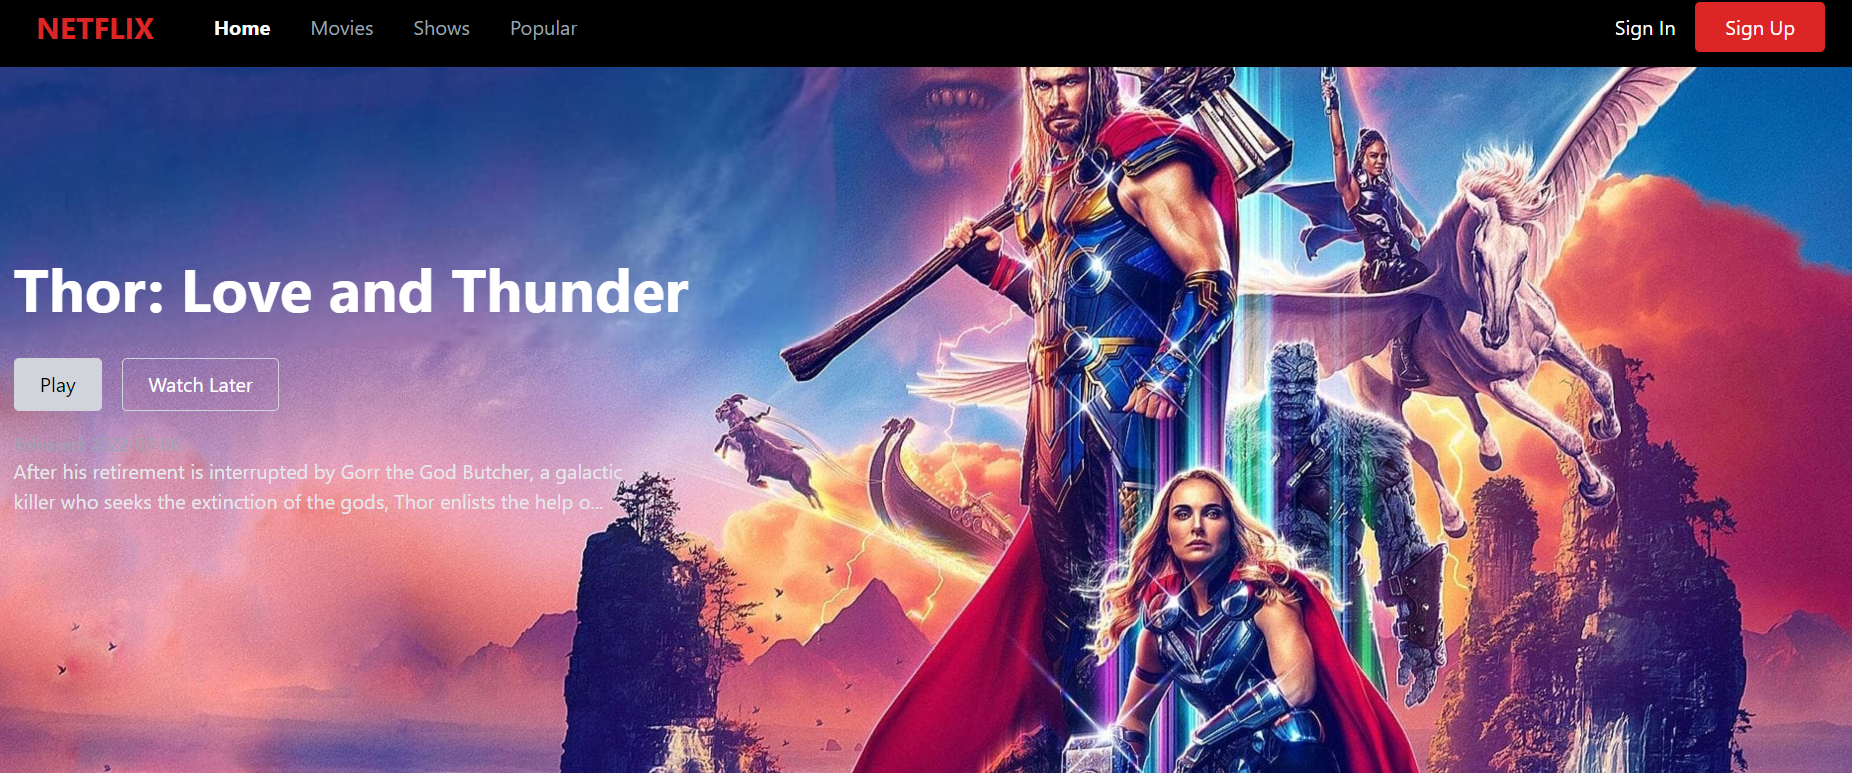 NETFLIX Home Movies Shows Popular Sign In Sign Up
Thor: Love and Thunder
Play Watch Later
Released 2022-07-06
After his retirement is interrupted by Gorr the God Butcher, a galactic
killer who seeks the extinction of the gods, Thor enlists the help o...